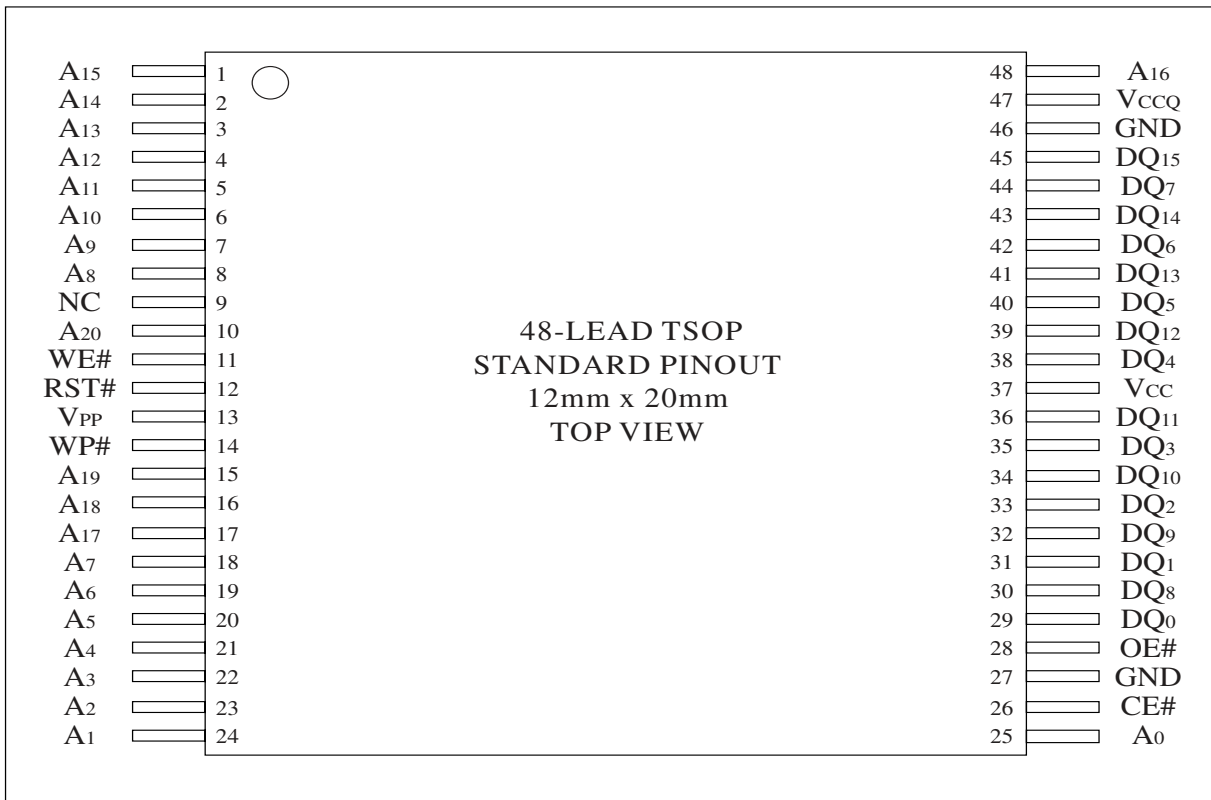 A15 1 48 A16
A14 2 47 VCCQ
A13 3 46 GND
A12 4 45 DQ15
A11 5 44 DQ7
A10 6 43 DQ14
A9 7 42 DQ6
A8 8 41 DQ13
NC 9 40 DQ5
A20 10 48-LEAD TSOP 39 DQ12
WE# 11 STANDARD PINOUT 38 DQ4
RST# 12 12mm x 20mm 37 VCC
VPP 13 TOP VIEW 36 DQ11
WP# 14 35 DQ3
A19 15 34 DQ10
A18 16 33 DQ2
A17 17 32 DQ9
A7 18 31 DQ1
A6 19 30 DQ8
A5 20 29 DQ0
A4 21 28 OE#
A3 22 27 GND
A2 23 26 CE#
A1 24 25 A0